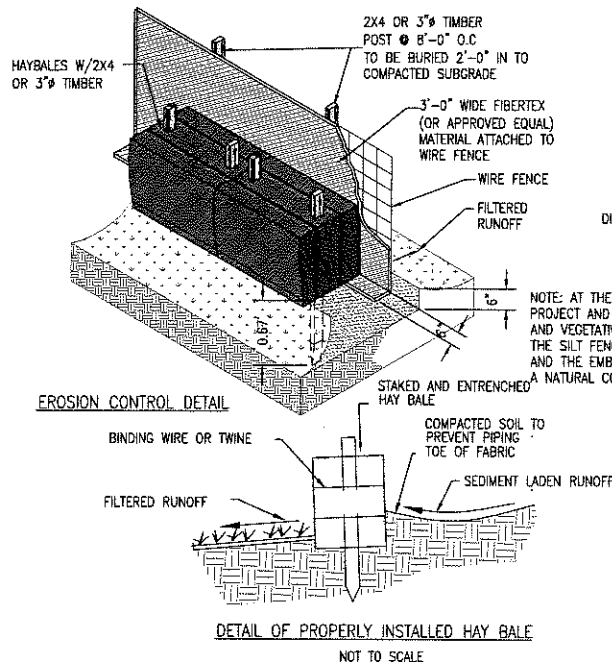 2X4 OR 3"ø TIMBER
POST @ 8'-0" O.C
TO BE BURIED 2'-0" IN TO
COMPACTED SUBGRADE
HAYBALES W/2X4
OR 3"ø TIMBER
3'-0" WIDE FIBERTEX
(OR APPROVED EQUAL)
MATERIAL ATTACHED TO
WIRE FENCE
WIRE FENCE
FILTERED
RUNOFF
6"
6"
0.67'
NOTE: AT THE
PROJECT AND
AND
THE SILT
AND THE
A NATURAL
EROSION CONTROL DETAIL
STAKED AND ENTRENCHED
HAY BALE
BINDING WIRE OR TWINE
COMPACTED SOIL TO
PREVENT PIPING
TOE OF FABRIC
SEDIMENT LADEN RUNOFF
FILTERED RUNOFF
DETAIL OF PROPERLY INSTALLED HAY BALE
NOT TO SCALE